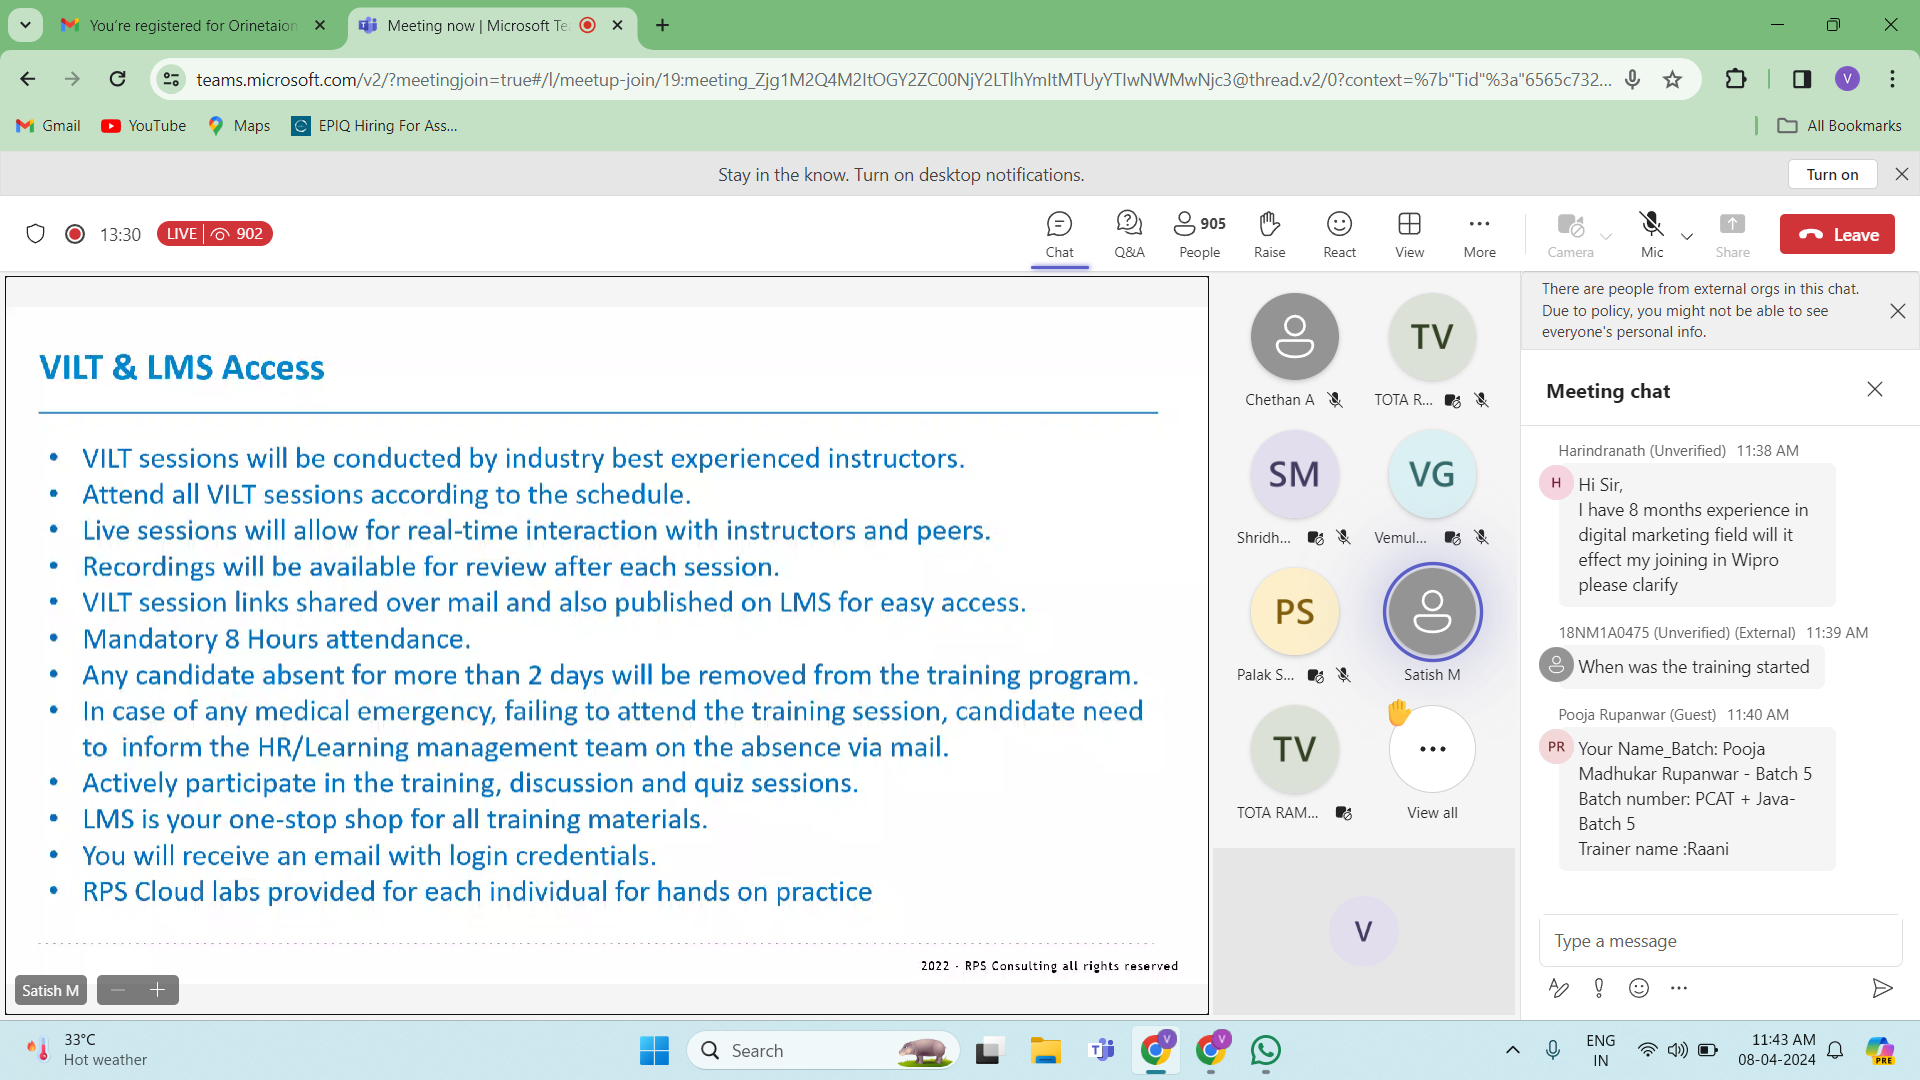 You're registered for Orinetaion
Meeting now | Microsoft Te
teams.microsoft.com/v2/?meetingjoin=true#/l/meetup-join/19:meeting_Zjg1M2Q4M2ItOGY2ZC00NjY2LTlhYmItMTUyYTIwNWMwNjc3@thread.v2/0?context=%7b"Tid"%3a"6565c732...
V
Gmail
YouTube
Maps
EPIQ Hiring For Ass...
All Bookmarks
Stay in the know. Turn on desktop notifications.
Turn on
13:30
LIVE
902
Chat
Q&A
905
People
Raise
React
View
More
Camera
Mic
Share
Leave
VILT & LMS Access
• VILT sessions will be conducted by industry best experienced instructors.
• Attend all VILT sessions according to the schedule.
• Live sessions will allow for real-time interaction with instructors and peers.
• Recordings will be available for review after each session.
• VILT session links shared over mail and also published on LMS for easy access.
• Mandatory 8 Hours attendance.
• Any candidate absent for more than 2 days will be removed from the training program.
• In case of any medical emergency, failing to attend the training session, candidate need
to inform the HR/Learning management team on the absence via mail.
• Actively participate in the training, discussion and quiz sessions.
• LMS is your one-stop shop for all training materials.
• You will receive an email with login credentials.
• RPS Cloud labs provided for each individual for hands on practice
2022 - RPS Consulting all rights reserved
Satish M
TV
Chethan A
TOTA R...
SM
VG
Shridh...
Vemul...
PS
Palak S...
Satish M
TV
TOTA RAM...
View all
V
There are people from external orgs in this chat.
Due to policy, you might not be able to see
everyone's personal info.
Meeting chat
Harindranath (Unverified) 11:38 AM
H
Hi Sir,
I have 8 months experience in
digital marketing field will it
effect my joining in Wipro
please clarify
18NM1A0475 (Unverified) (External) 11:39 AM
When was the training started
Pooja Rupanwar (Guest) 11:40 AM
PR
Your Name_Batch: Pooja
Madhukar Rupanwar - Batch 5
Batch number: PCAT + Java-
Batch 5
Trainer name :Raani
Type a message
33°C
Hot weather
Search
V
V
ENG
IN
11:43 AM
08-04-2024
PRE